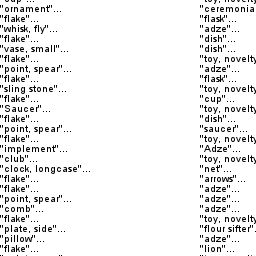 "ornament"...
"flake"...
"whisk, fly"...
"flake"...
"vase, small"...
"flake"...
"point, spear"...
"flake"...
"sling stone"...
"flake"...
"Saucer"...
"flake"...
"point, spear"...
"flake"...
"implement"...
"club"...
"clock, longcase"...
"flake"...
"flake"...
"point, spear"...
"comb"...
"flake"...
"plate, side"...
"pillow"...
"flake"...
"ceremonia
"flask"...
"adze"...
"dish"...
"dish"...
"toy, novelty
"adze"...
"flask"...
"toy, novelty
"cup"...
"toy, novelty
"dish"...
"saucer"...
"toy, novelty
"Adze"...
"toy, novelty
"net"...
"arrows"...
"adze"...
"adze"...
"adze"...
"toy, novelty
"flour sifter"...
"adze"...
"lion"...